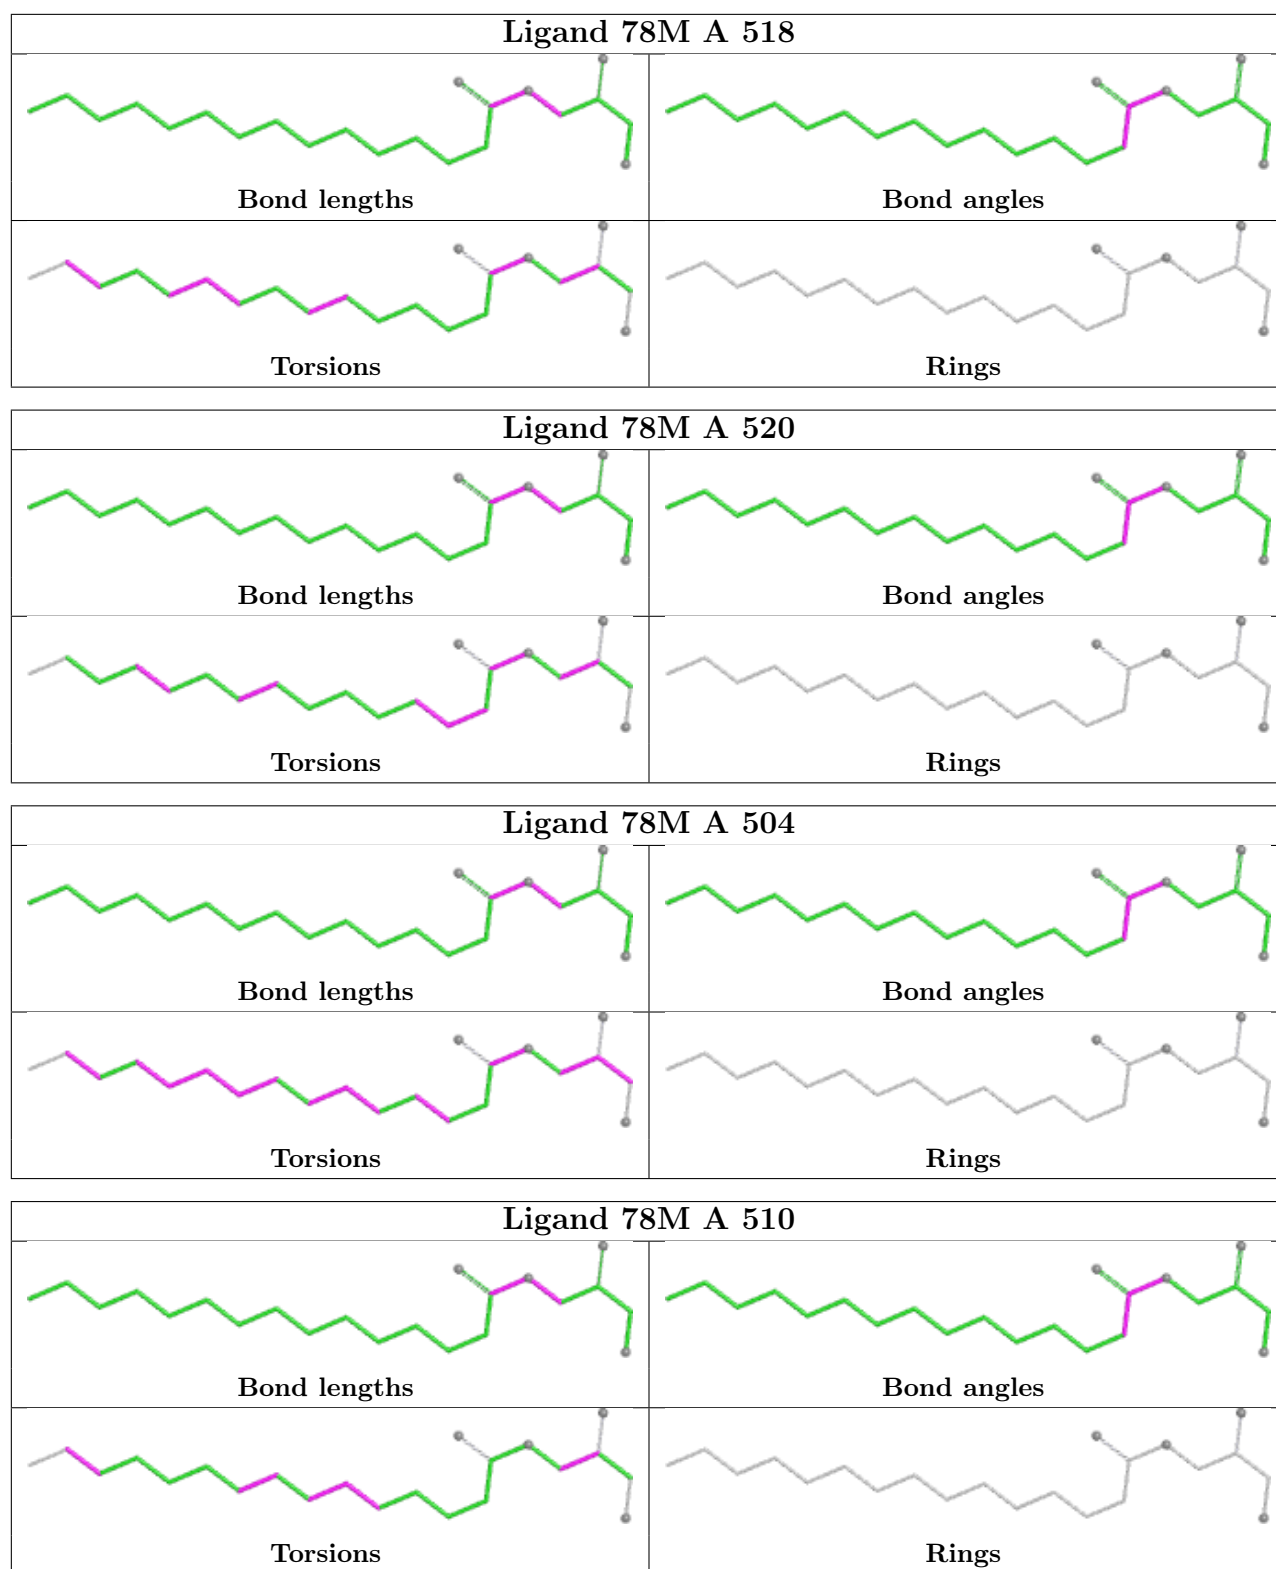 Ligand 78M A 518
Bond lengths
Bond angles
Torsions
Rings
Ligand 78M A 520
Bond lengths
Bond angles
Torsions
Rings
Ligand 78M A 504
Bond lengths
Bond angles
Torsions
Rings
Ligand 78M A 510
Bond lengths
Bond angles
Torsions
Rings